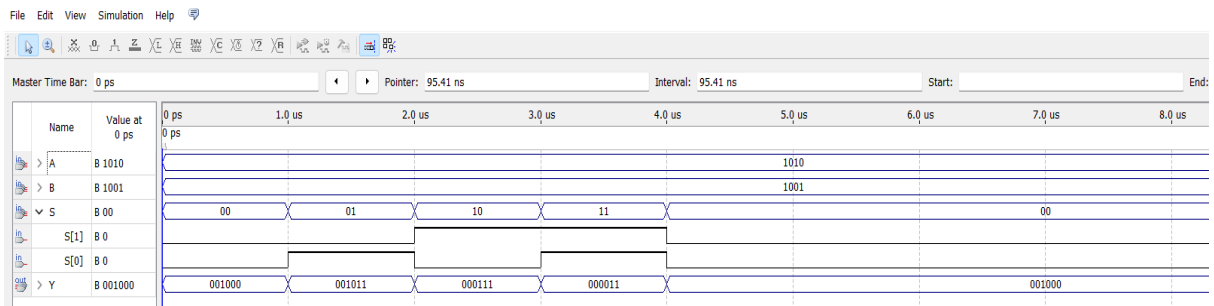 File Edit View Simulation Help
Master Time Bar: 0 ps Pointer: 95.41 ns Interval: 95.41 ns Start: End:
Name Value at 0 ps 0 ps 1.0 us 2.0 us 3.0 us 4.0 us 5.0 us 6.0 us 7.0 us 8.0 us
0 ps
A B 1010 1010
B B 1001 1001
S B 00 00 01 10 11 00
S[1] B 0
S[0] B 0
Y B 001000 001000 001011 000111 000011 001000